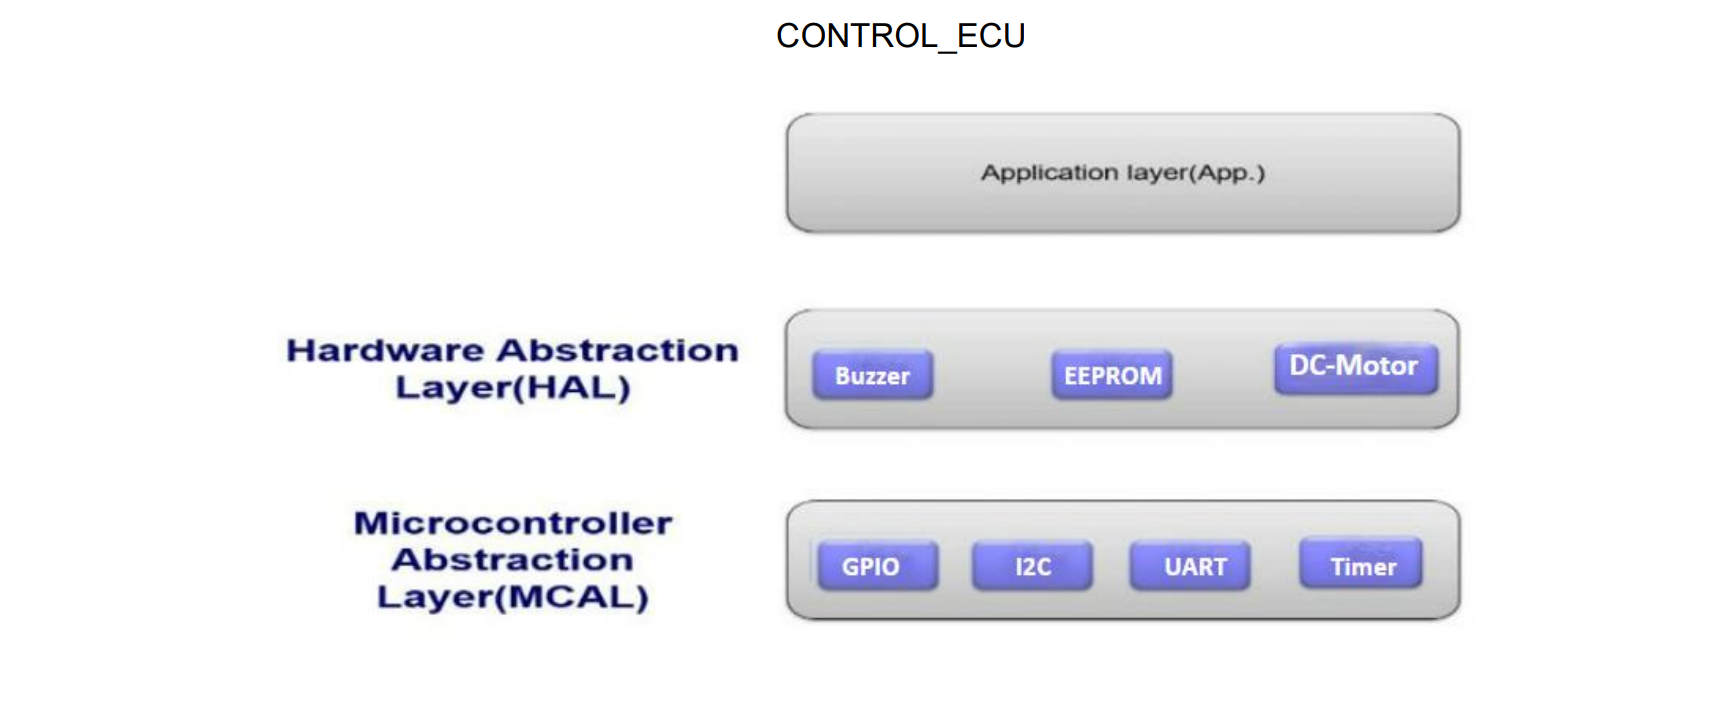 CONTROL_ECU
Application layer(App.)
Hardware Abstraction
Layer(HAL)
Buzzer
EEPROM
DC-Motor
Microcontroller
Abstraction
Layer(MCAL)
GPIO
I2C
UART
Timer